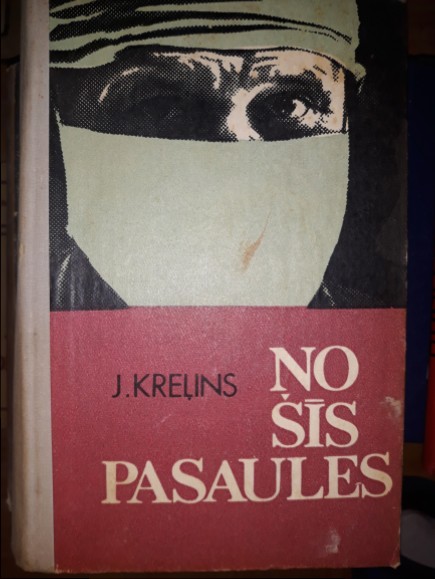 J. KREĻINS
NO
ŠĪS
PASAULES